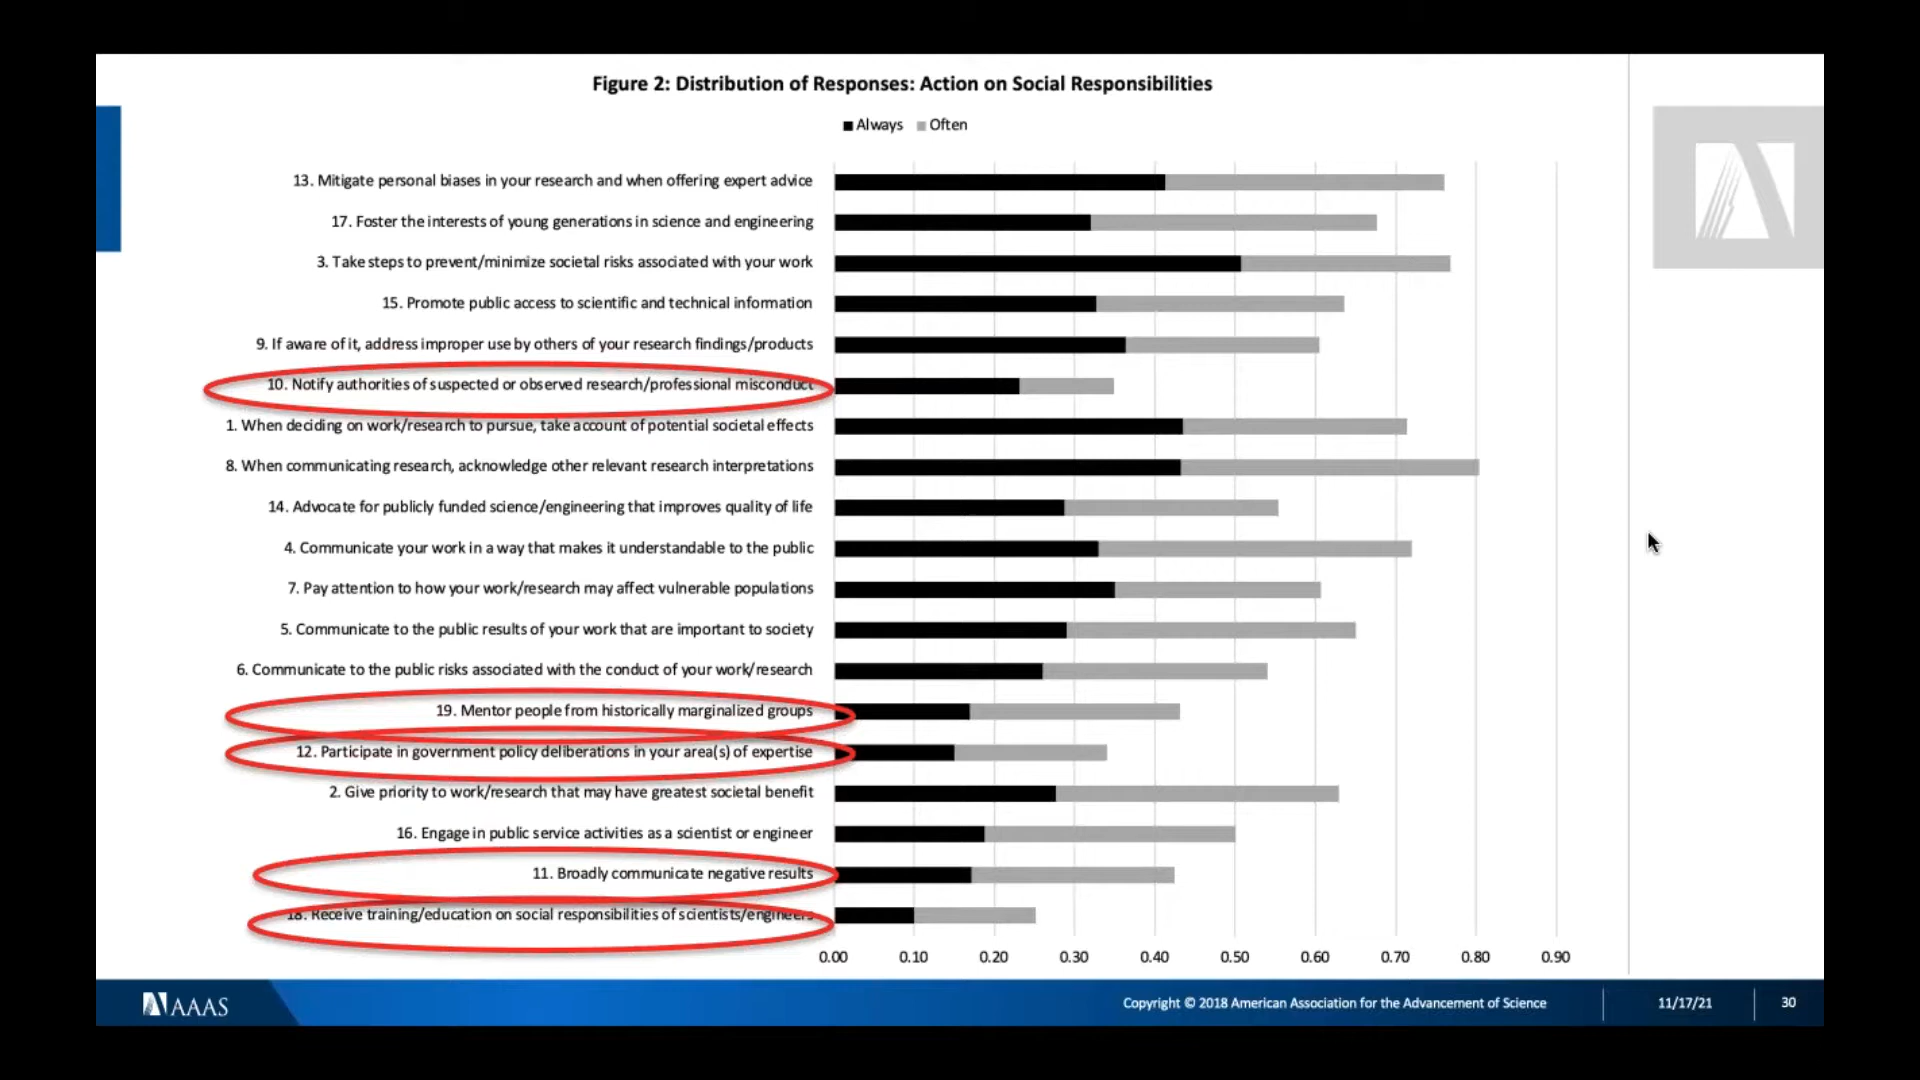 Figure 2: Distribution of Responses: Action on Social Responsibilities
Always Often
13. Mitigate personal biases in your research and when offering expert advice
17. Foster the interests of young generations in science and engineering
3. Take steps to prevent/minimize societal risks associated with your work
15. Promote public access to scientific and technical information
9. If aware of it, address improper use by others of your research findings/products
10. Notify authorities of suspected or observed research/professional misconduct
1. When deciding on work/research to pursue, take account of potential societal effects
8. When communicating research, acknowledge other relevant research interpretations
14. Advocate for publicly funded science/engineering that improves quality of life
4. Communicate your work in a way that makes it understandable to the public
7. Pay attention to how your work/research may affect vulnerable populations
5. Communicate to the public results of your work that are important to society
6. Communicate to the public risks associated with the conduct of your work/research
19. Mentor people from historically marginalized groups
12. Participate in government policy deliberations in your area(s) of expertise
2. Give priority to work/research that may have greatest societal benefit
16. Engage in public service activities as a scientist or engineer
11. Broadly communicate negative results
18. Receive training/education on social responsibilities of scientists/engineers
0.00 0.10 0.20 0.30 0.40 0.50 0.60 0.70 0.80 0.90
AAAS
Copyright © 2018 American Association for the Advancement of Science
11/17/21
30